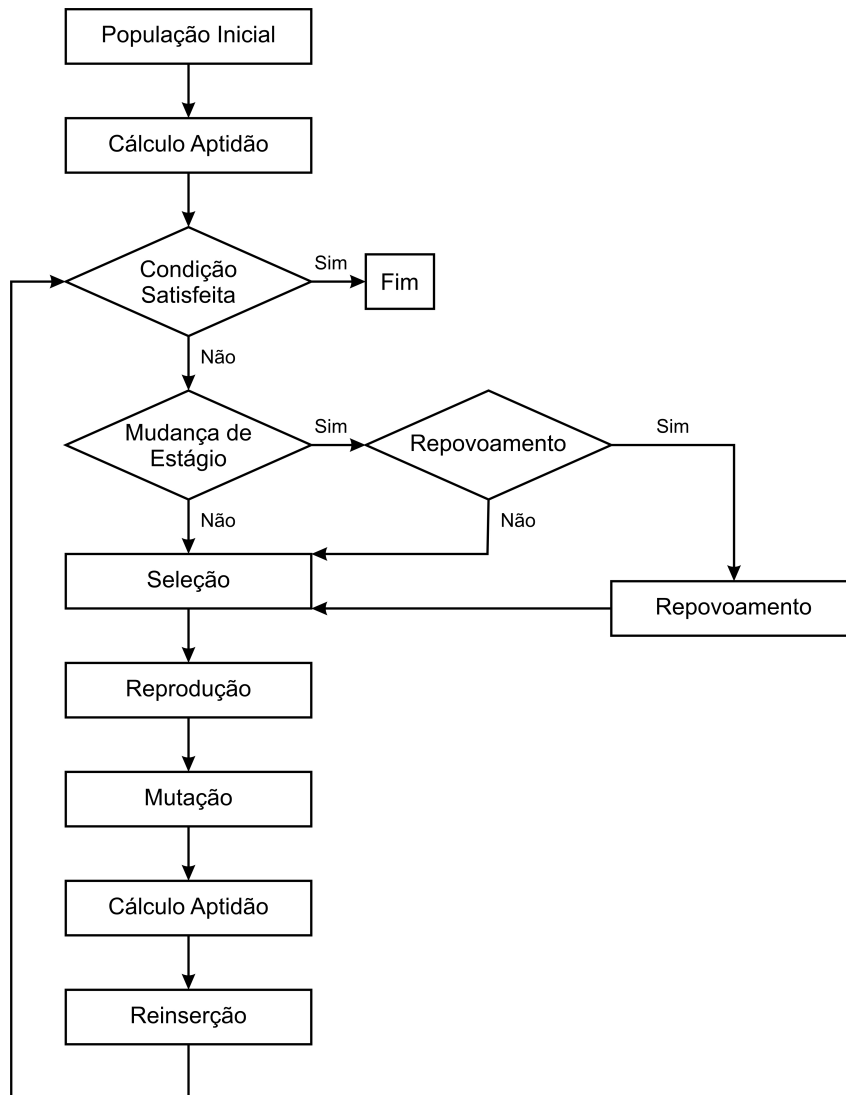 População Inicial
Cálculo Aptidão
Condição
Satisfeita
Sim
Fim
Não
Mudança de
Estágio
Sim
Repovoamento
Sim
Não
Não
Seleção
Repovoamento
Reprodução
Mutação
Cálculo Aptidão
Reinserção